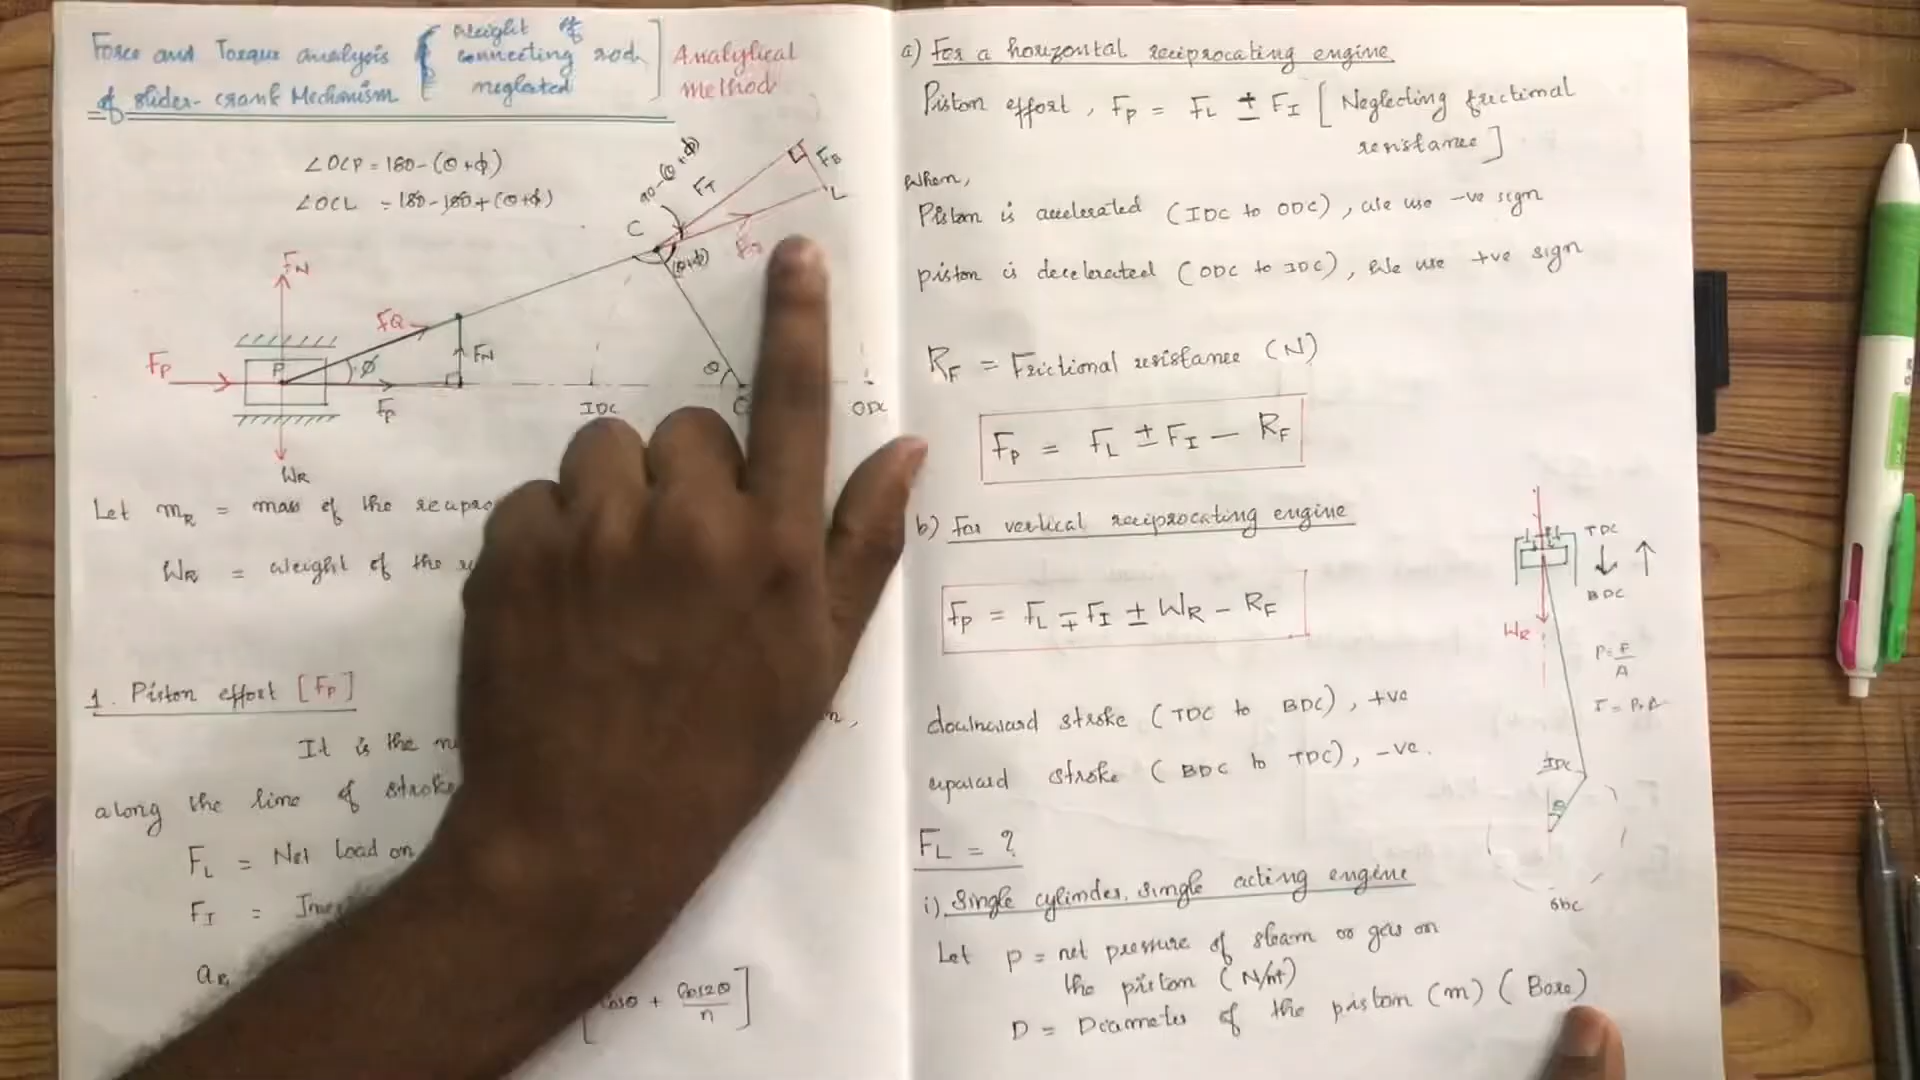 Force and Torque analysis
of slider-crank Mechanism
weight of
connecting rod
neglected
Analytical
Method
∠OCP = 180-(θ+ϕ)
∠OCL = 180-180+(θ+ϕ)
90-(θ+ϕ)
FT
FB
L
C
(θ+ϕ)
FN
FQ
FP
P
ϕ
FN
FP
θ
IDC
ODC
WR
Let mR = mass of the
WR = weight of the
1. Piston effort [FP]
It is the
along the line of stroke
FL = Net load on
FI =
aR
Cosθ + Cos2θ/n]
a) For a horizontal reciprocating engine
Piston effort, FP = FL ± FI [Neglecting frictional
resistance]
When,
Piston is accelerated (IDC to ODC), we use -ve sign
piston is decelerated (ODC to IDC), we use +ve sign
RF = Frictional resistance (N)
FP = FL ± FI - RF
b) For vertical reciprocating engine
FP = FL ∓ FI ± WR - RF
downward stroke (TDC to BDC), +ve
upward stroke (BDC to TDC), -ve.
TDC
BDC
WR
P = F/A
θ
FL = ?
i) Single cylinder, single acting engine
Let P = net pressure of steam or gas on
the piston (N/m²)
D = Diameter of the piston (m) (Bore)